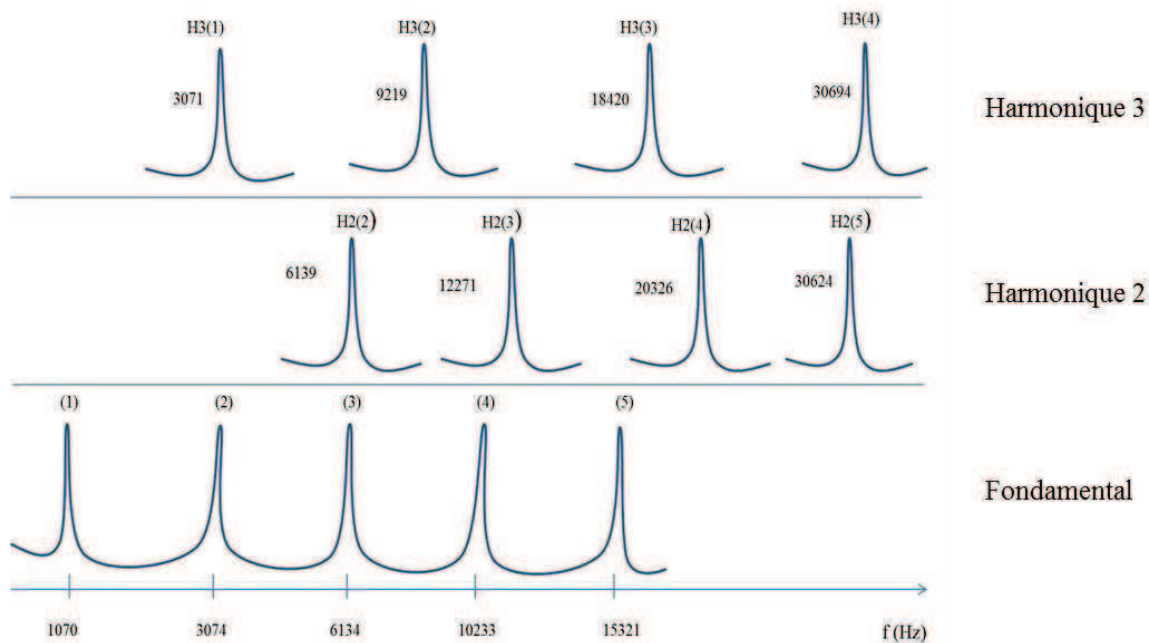 H3(1) H3(2) H3(3) H3(4)
3071 9219 18420 30694 Harmonique 3
H2(2) H2(3) H2(4) H2(5)
6139 12271 20326 30624 Harmonique 2
(1) (2) (3) (4) (5)
Fondamental
1070 3074 6134 10233 15321 f (Hz)